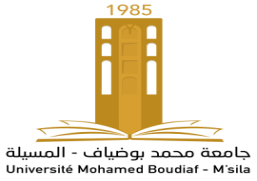 1985
جامعة محمد بوضياف - المسيلة
Université Mohamed Boudiaf - M'sila